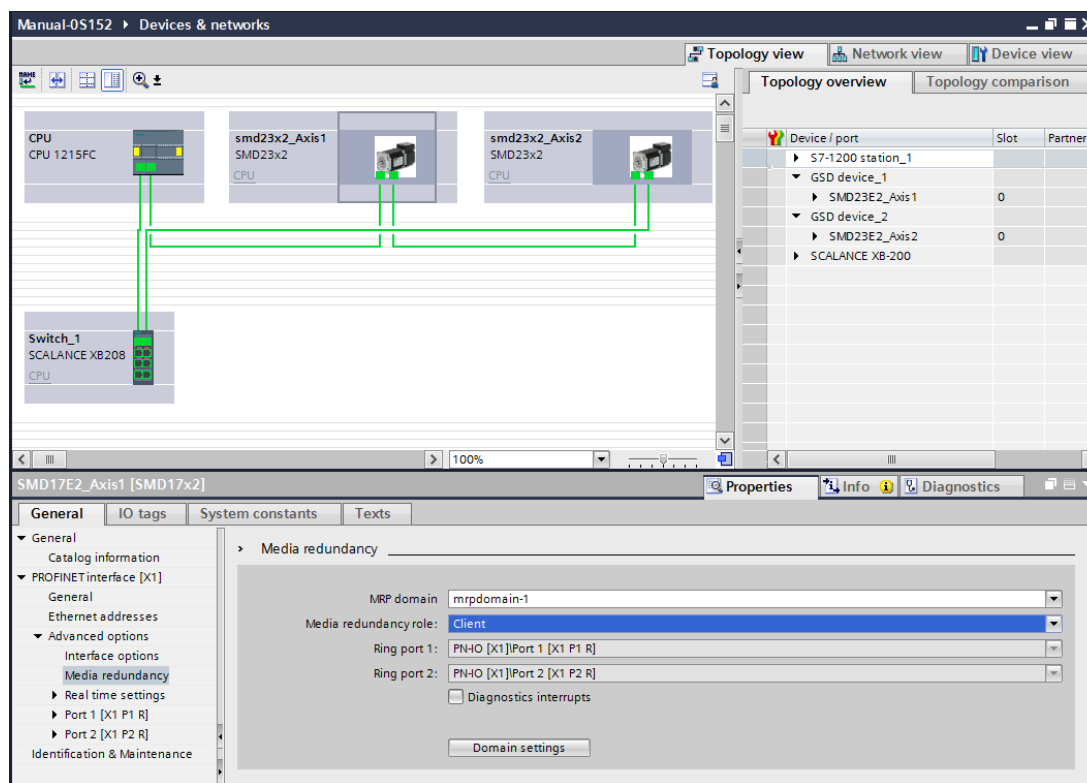 Manual-0S152 ▸ Devices & networks
Topology view Network view Device view
Topology overview Topology comparison
Device / port Slot Partner
S7-1200 station_1
GSD device_1
SMD23E2_Axis1 0
GSD device_2
SMD23E2_Axis2 0
SCALANCE XB-200
CPU
CPU 1215FC
smd23x2_Axis1
SMD23x2
CPU
smd23x2_Axis2
SMD23x2
CPU
Switch_1
SCALANCE XB208
CPU
100%
SMD17E2_Axis1 [SMD17x2]
Properties Info Diagnostics
General IO tags System constants Texts
General
Catalog information
PROFINET interface [X1]
General
Ethernet addresses
Advanced options
Interface options
Media redundancy
Real time settings
Port 1 [X1 P1 R]
Port 2 [X1 P2 R]
Identification & Maintenance
Media redundancy
MRP domain mrpdomain-1
Media redundancy role: Client
Ring port 1: PN-IO [X1]\Port 1 [X1 P1 R]
Ring port 2: PN-IO [X1]\Port 2 [X1 P2 R]
Diagnostics interrupts
Domain settings